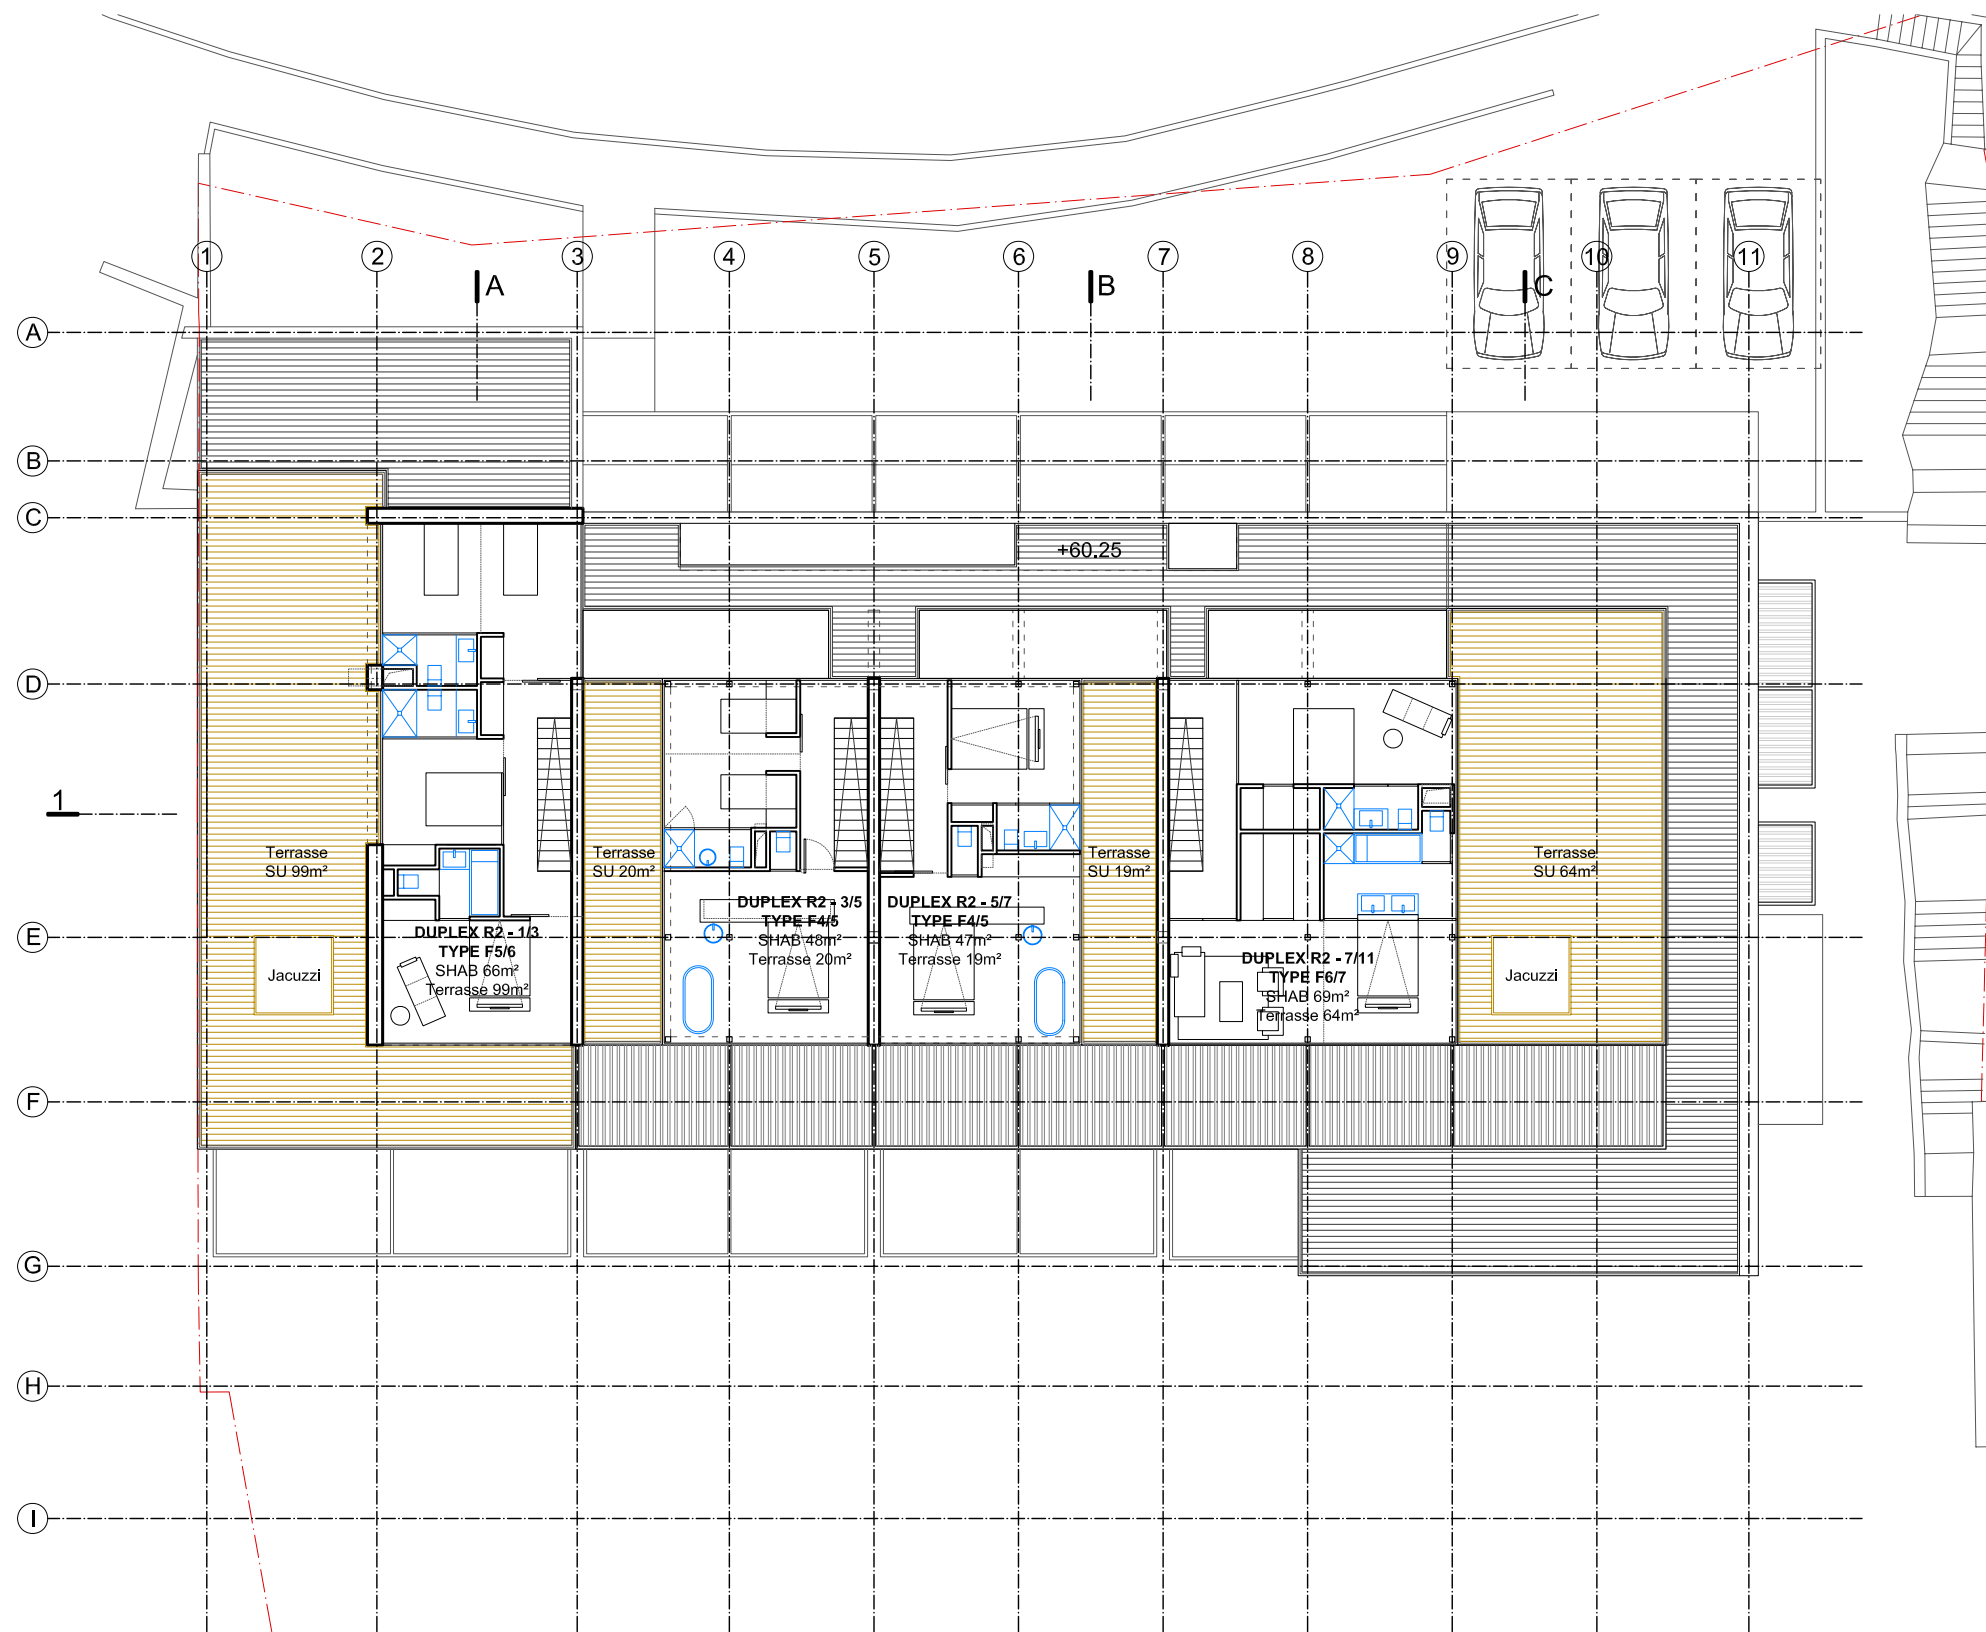 1 2 3 4 5 6 7 8 9 10 11
A B C
A
B
C
+60.25
D
1
Terrasse
SU 99m²
Terrasse
SU 20m²
Terrasse
SU 19m²
Terrasse
SU 64m²
DUPLEX R2 - 1/3
TYPE F5/6
SHAB 66m²
Terrasse 99m²
DUPLEX R2 - 3/5
TYPE F4/5
SHAB 48m²
Terrasse 20m²
DUPLEX R2 - 5/7
TYPE F4/5
SHAB 47m²
Terrasse 19m²
DUPLEX R2 - 7/11
TYPE F6/7
SHAB 69m²
Terrasse 64m²
E
Jacuzzi
Jacuzzi
F
G
H
I